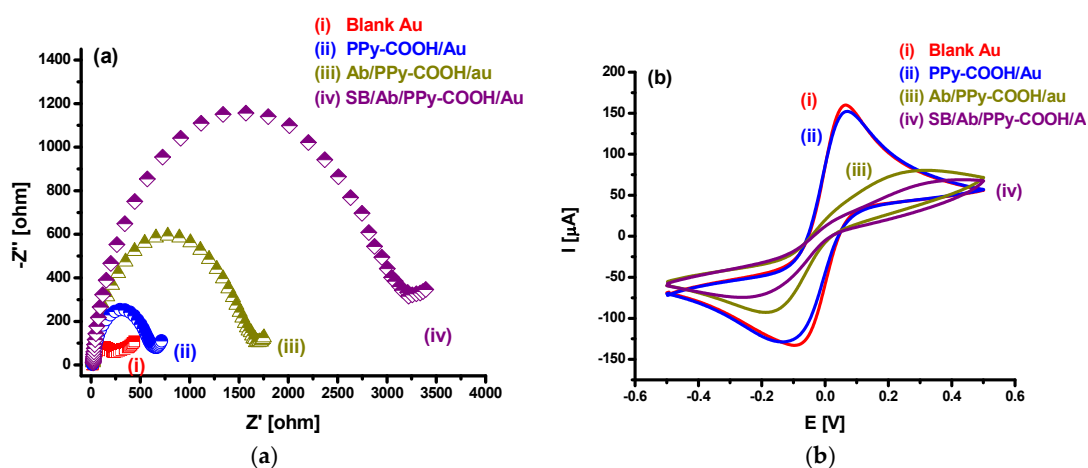 (i) Blank Au
(ii) PPy-COOH/Au
(iii) Ab/PPy-COOH/au
(iv) SB/Ab/PPy-COOH/Au
(a)
1400
1200
1000
800
600
400
200
0
-Z'' [ohm]
(i)
(ii)
(iii)
(iv)
0 500 1000 1500 2000 2500 3000 3500 4000
Z' [ohm]
(a)
(i) Blank Au
(ii) PPy-COOH/Au
(iii) Ab/PPy-COOH/au
(iv) SB/Ab/PPy-COOH/A
(b)
200
150
100
50
0
-50
-100
-150
I [µA]
(i)
(ii)
(iii)
(iv)
-0.6 -0.4 -0.2 0.0 0.2 0.4 0.6
E [V]
(b)